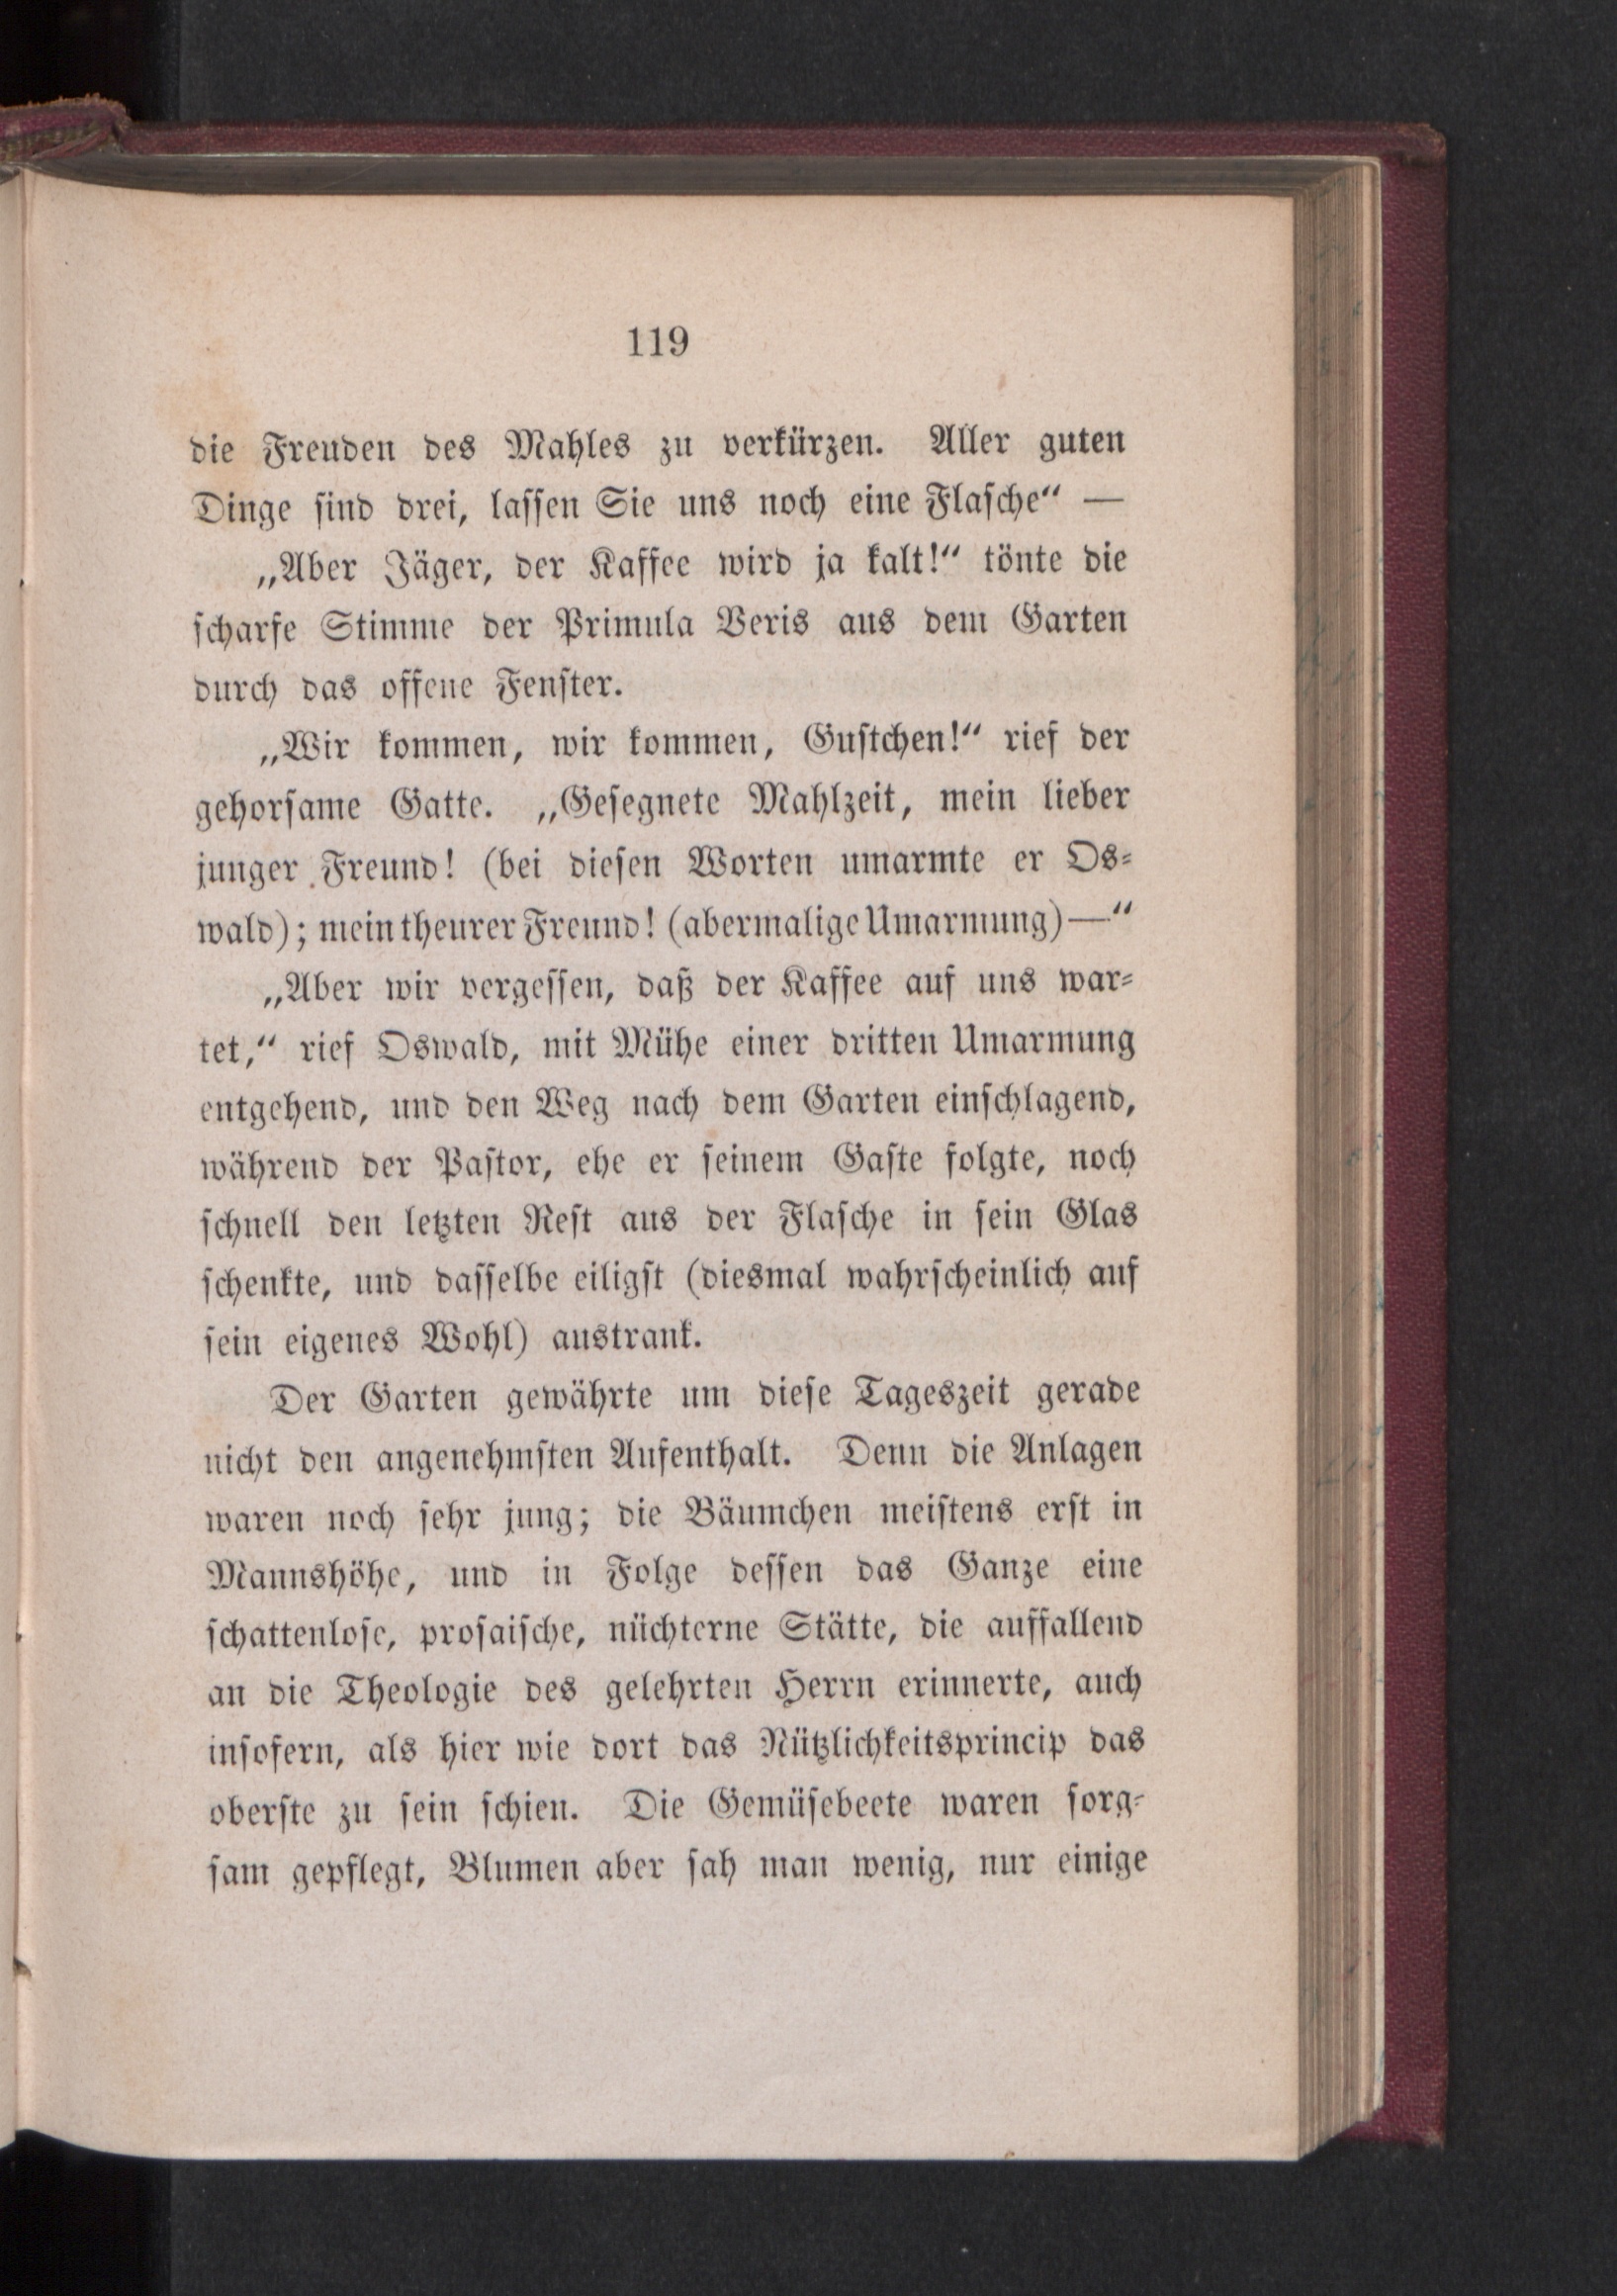 119
die Freuden des Mahles zu verkürzen. Aller guten
Dinge sind drei, lassen Sie uns noch eine Flasche“ —
„Aber Jäger, der Kaffee wird ja kalt!“ tönte die
scharfe Stimme der Primula Veris aus dem Garten
durch das offene Fenster.
„Wir kommen, wir kommen, Gustchen!“ rief der
gehorsame Gatte. „Gesegnete Mahlzeit, mein lieber
junger Freund! (bei diesen Worten umarmte er Os-
wald); mein theurer Freund! (abermalige Umarmung) —“
„Aber wir vergessen, daß der Kaffee auf uns war-
tet,“ rief Oswald, mit Mühe einer dritten Umarmung
entgehend, und den Weg nach dem Garten einschlagend,
während der Pastor, ehe er seinem Gaste folgte, noch
schnell den letzten Rest aus der Flasche in sein Glas
schenkte, und dasselbe eiligst (diesmal wahrscheinlich auf
sein eigenes Wohl) austrank.
Der Garten gewährte um diese Tageszeit gerade
nicht den angenehmsten Aufenthalt. Denn die Anlagen
waren noch sehr jung; die Bäumchen meistens erst in
Mannshöhe, und in Folge dessen das Ganze eine
schattenlose, prosaische, nüchterne Stätte, die auffallend
an die Theologie des gelehrten Herrn erinnerte, auch
insofern, als hier wie dort das Nützlichkeitsprincip das
oberste zu sein schien. Die Gemüsebeete waren sorg-
sam gepflegt, Blumen aber sah man wenig, nur einige